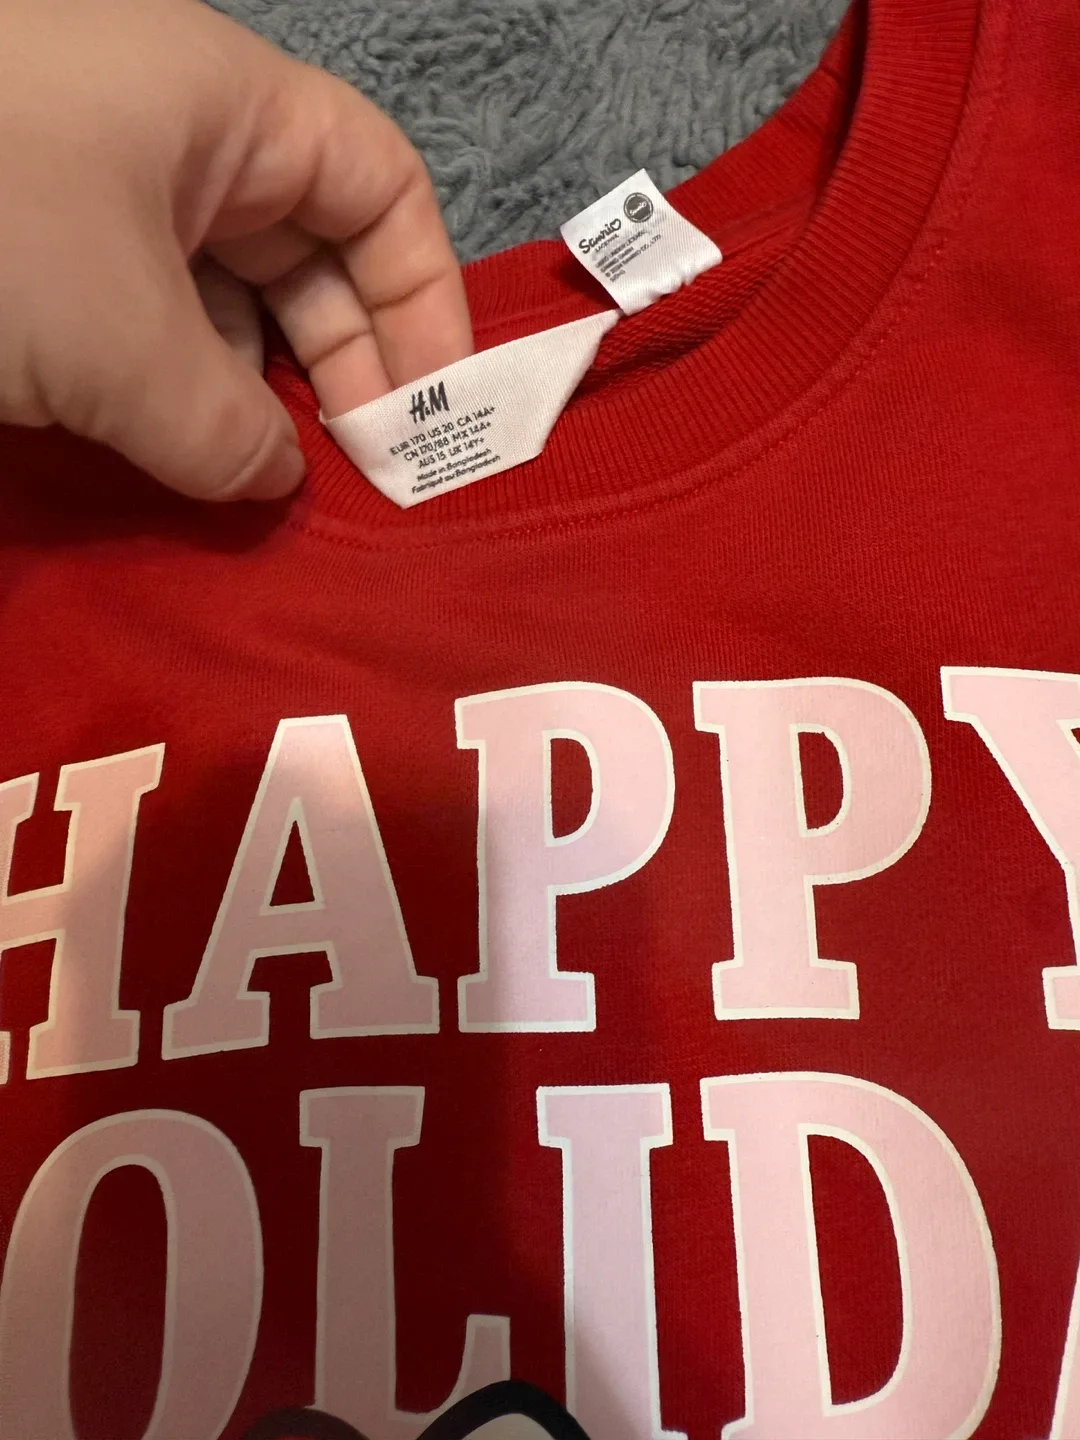 Sanrio
H&M
EUR 170 US 20 CA 14A+
CN 170/88 MX 14A+
AUS 15 UK 14Y+
Made in Bangladesh
Fabriqué au Bangladesh
HAPPY
OLID